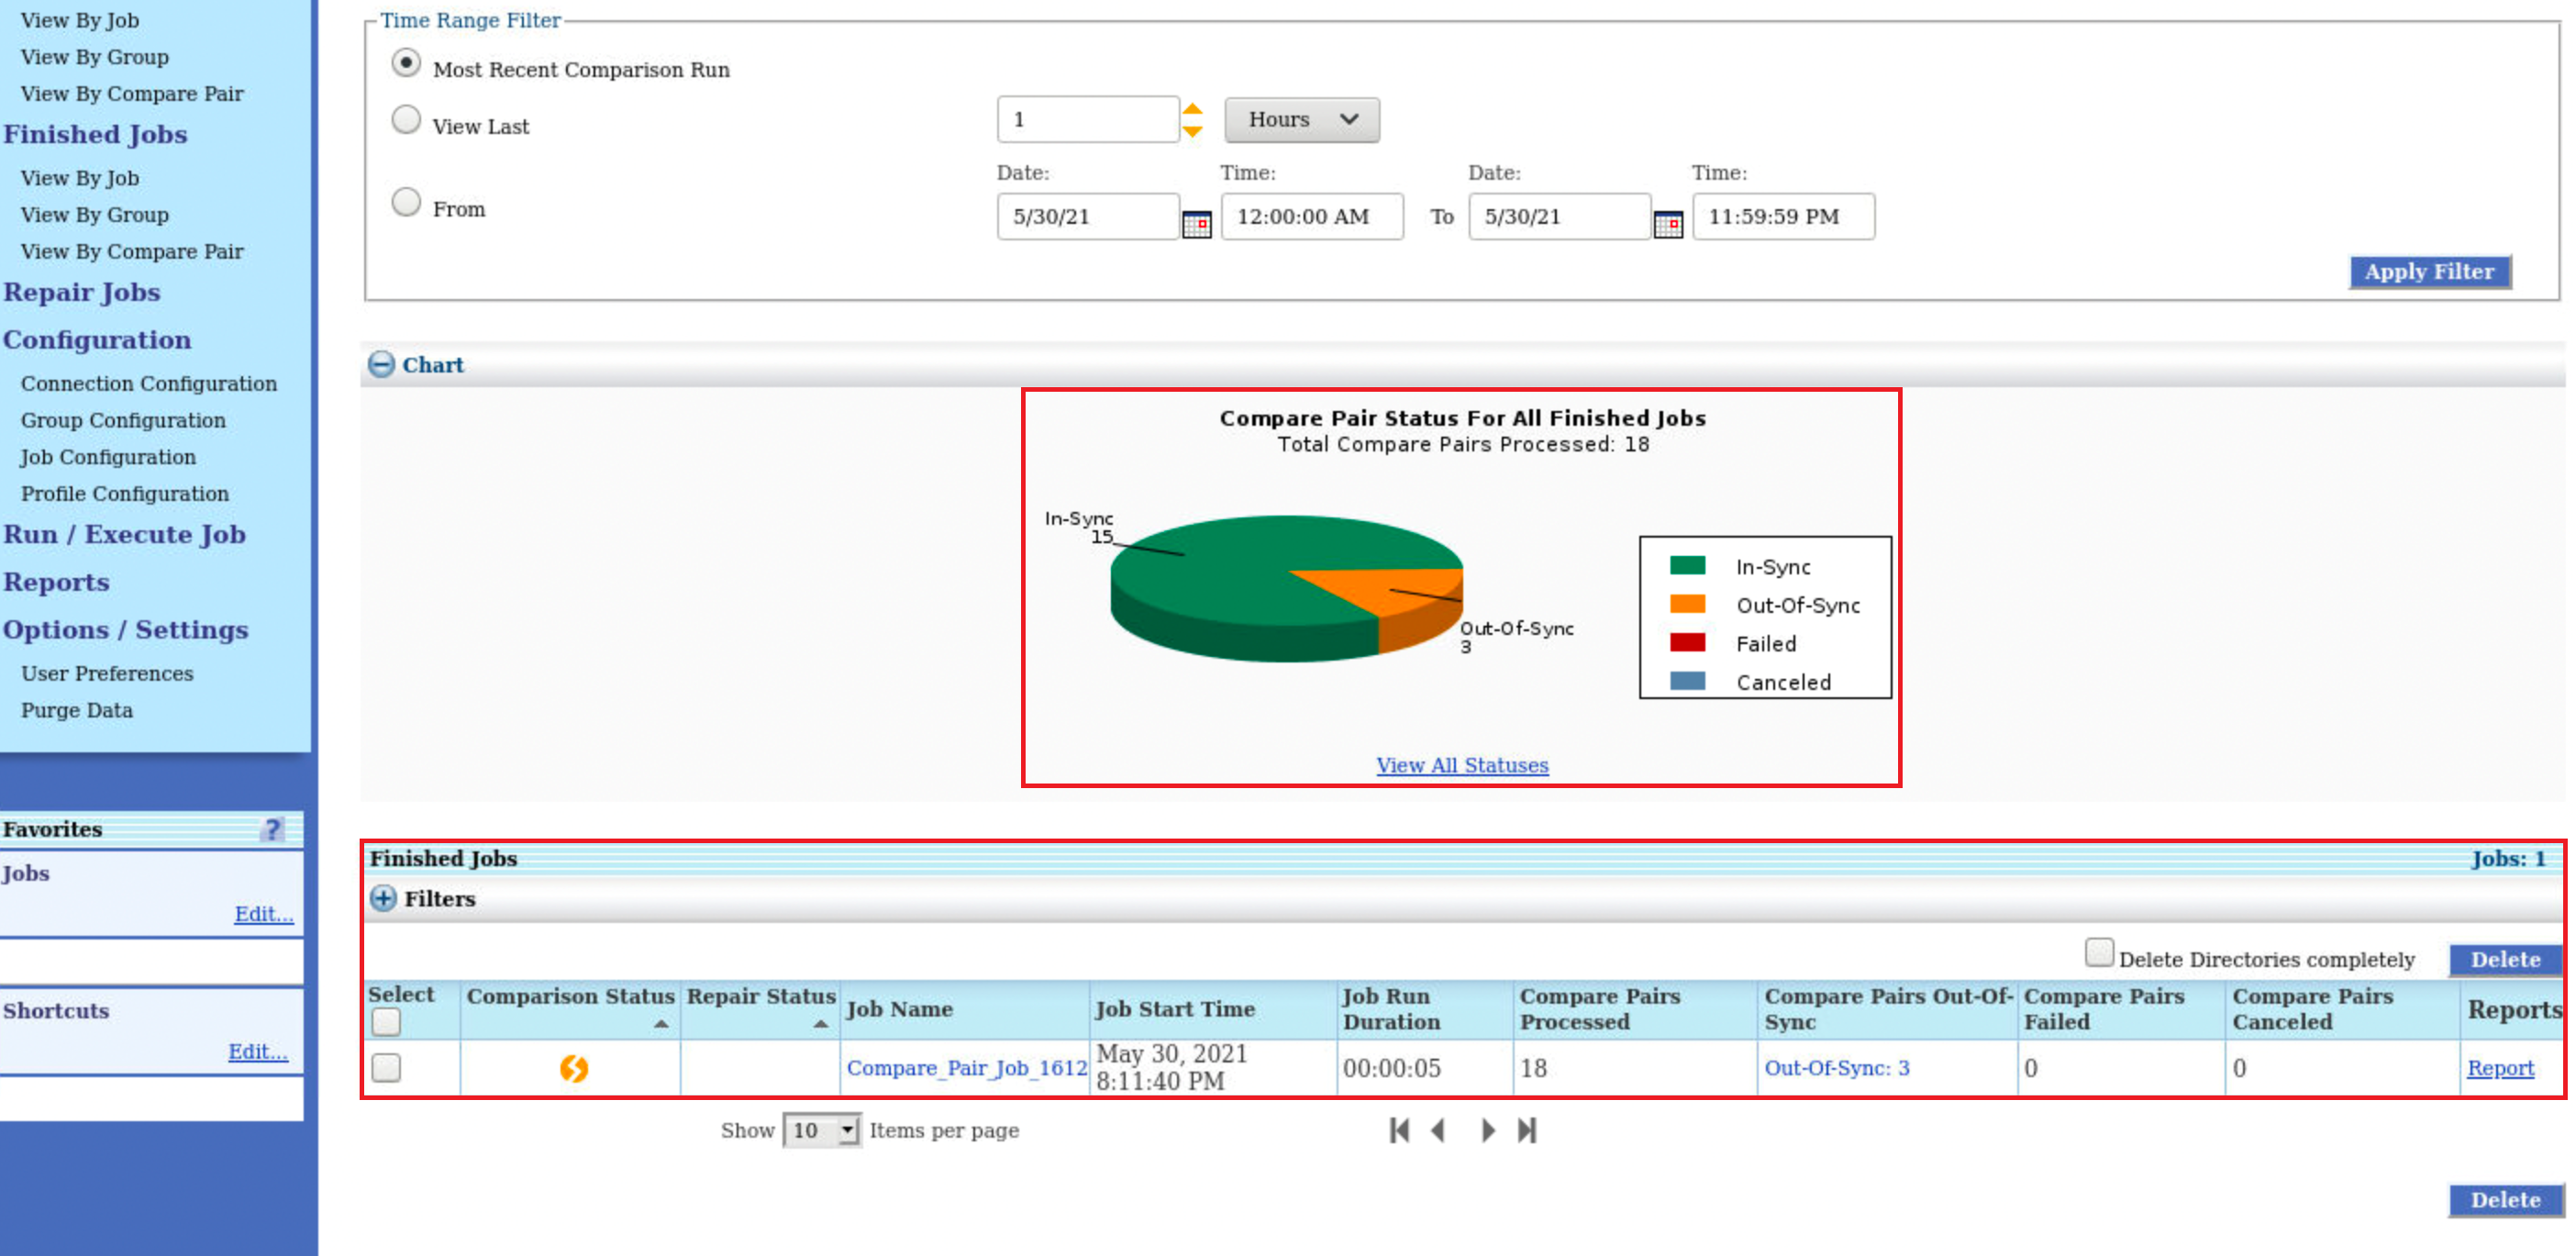 View By Job
View By Group
View By Compare Pair
Finished Jobs
View By Job
View By Group
View By Compare Pair
Repair Jobs
Configuration
Connection Configuration
Group Configuration
Job Configuration
Profile Configuration
Run / Execute Job
Reports
Options / Settings
User Preferences
Purge Data
Favorites ?
Jobs
Edit...
Shortcuts
Edit...
Time Range Filter
Most Recent Comparison Run
View Last 1 Hours
Date: Time: Date: Time:
From 5/30/21 12:00:00 AM To 5/30/21 11:59:59 PM
Apply Filter
Chart
Compare Pair Status For All Finished Jobs
Total Compare Pairs Processed: 18
In-Sync
15
Out-Of-Sync
3
In-Sync
Out-Of-Sync
Failed
Canceled
View All Statuses
Finished Jobs Jobs: 1
Filters
Delete Directories completely Delete
Select
Comparison Status
Repair Status
Job Name
Job Start Time
Job Run
Duration
Compare Pairs
Processed
Compare Pairs Out-Of-
Sync
Compare Pairs
Failed
Compare Pairs
Canceled
Reports
Compare_Pair_Job_1612
May 30, 2021
8:11:40 PM
00:00:05
18
Out-Of-Sync: 3
0
0
Report
Show 10 Items per page
Delete